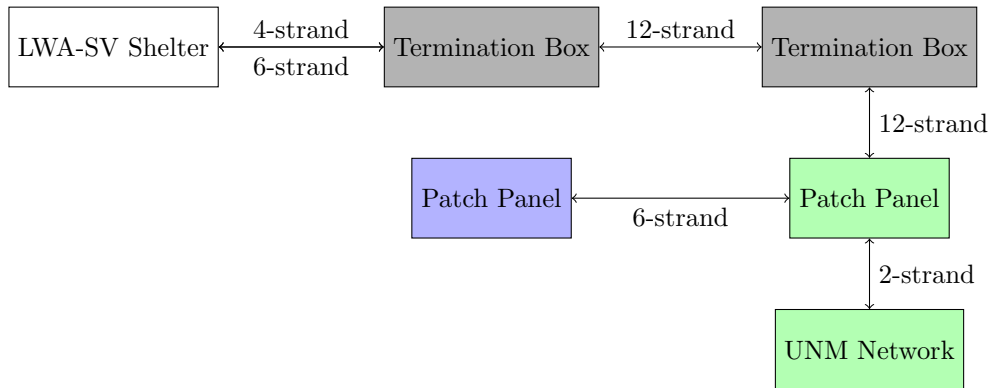 LWA-SV Shelter
4-strand
6-strand
Termination Box
12-strand
Termination Box
12-strand
Patch Panel
6-strand
Patch Panel
2-strand
UNM Network